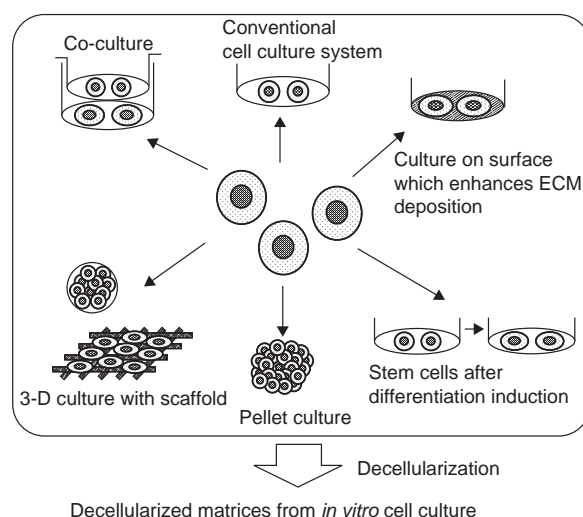 Co-culture
Conventional
cell culture system
Culture on surface
which enhances ECM
deposition
3-D culture with scaffold
Pellet culture
Stem cells after
differentiation induction
Decellularization
Decellularized matrices from in vitro cell culture